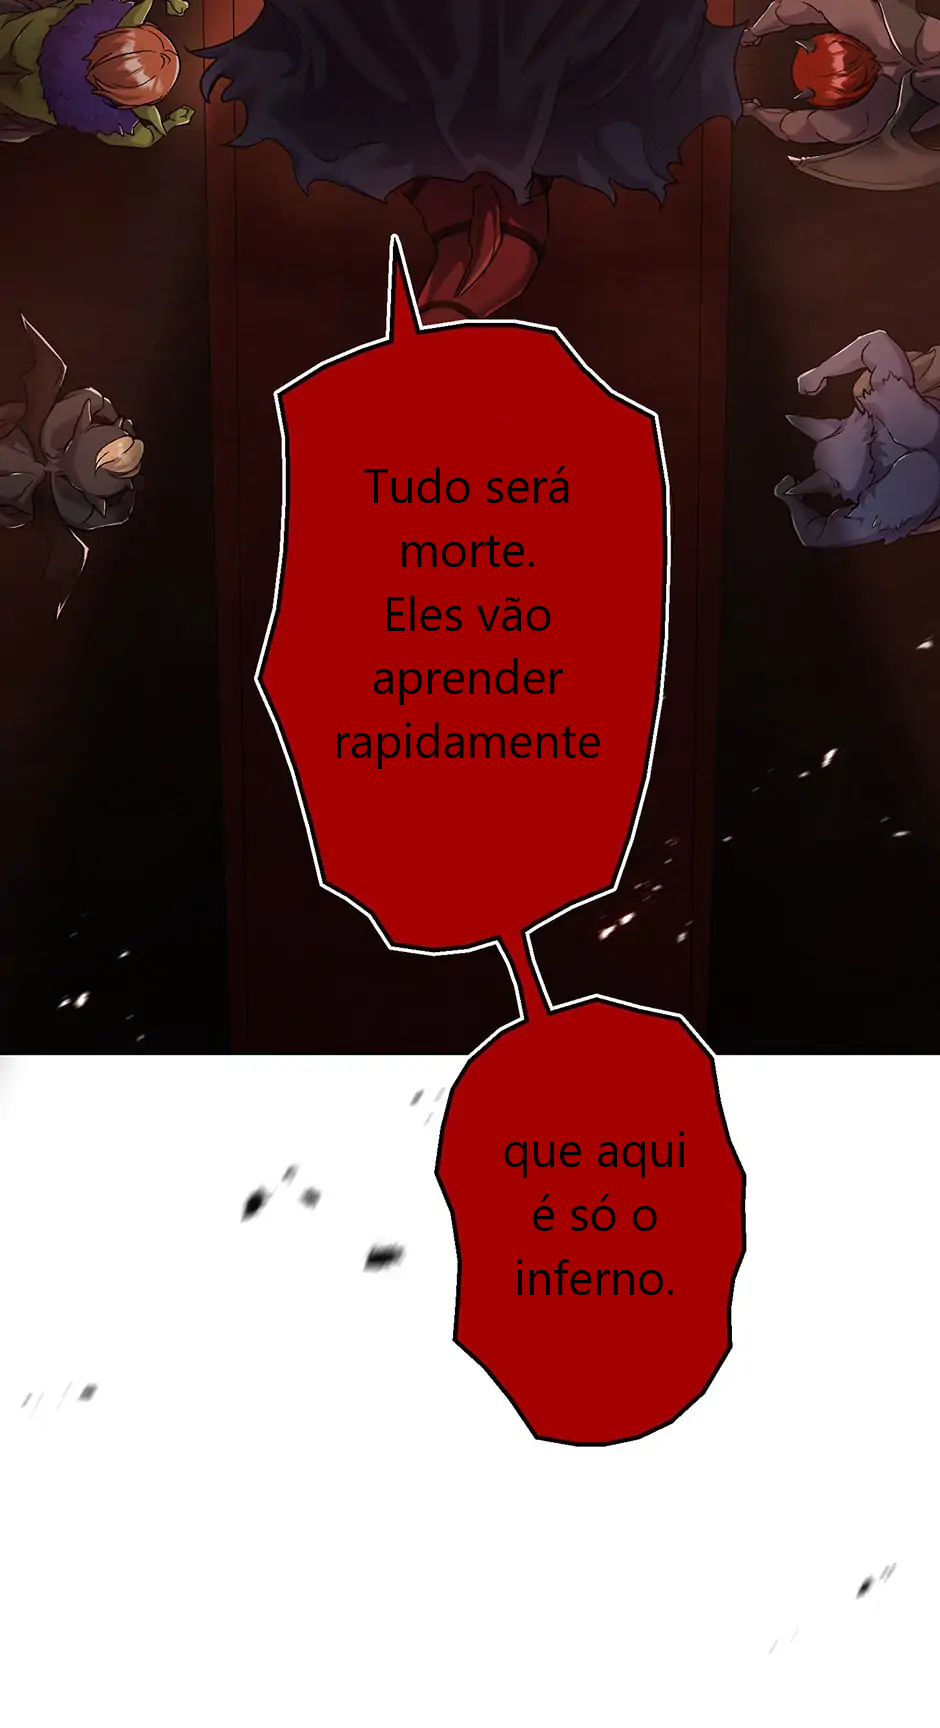 Tudo será
morte.
Eles vão
aprender
rapidamente
que aqui
é só o
inferno.